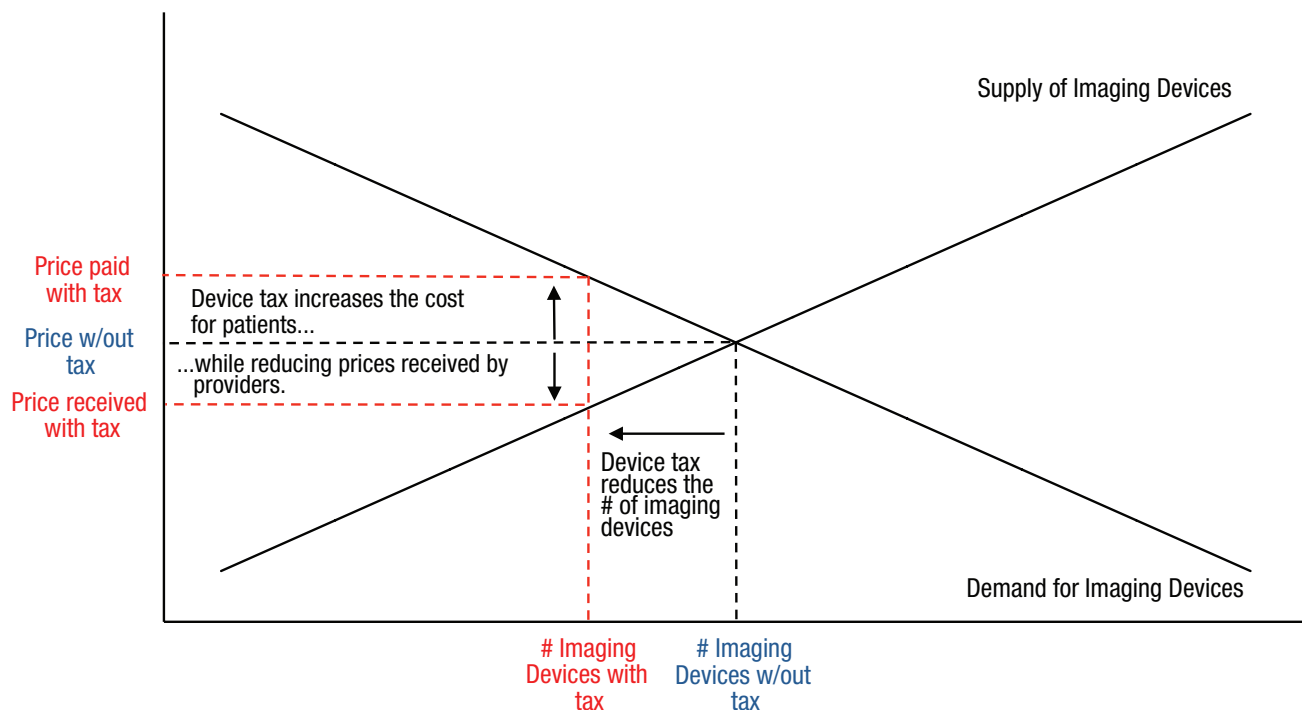 Supply of Imaging Devices
Price paid
with tax
Device tax increases the cost
for patients...
Price w/out
tax
...while reducing prices received by
providers.
Price received
with tax
Device tax
reduces the
# of imaging
devices
Demand for Imaging Devices
# Imaging
Devices with
tax
# Imaging
Devices w/out
tax